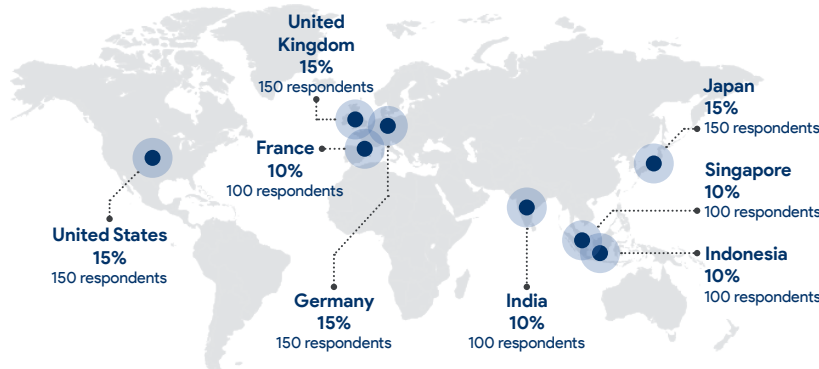 United
Kingdom
15%
150 respondents
Japan
15%
150 respondents
France
10%
100 respondents
Singapore
10%
100 respondents
United States
15%
150 respondents
Indonesia
10%
100 respondents
Germany
15%
150 respondents
India
10%
100 respondents